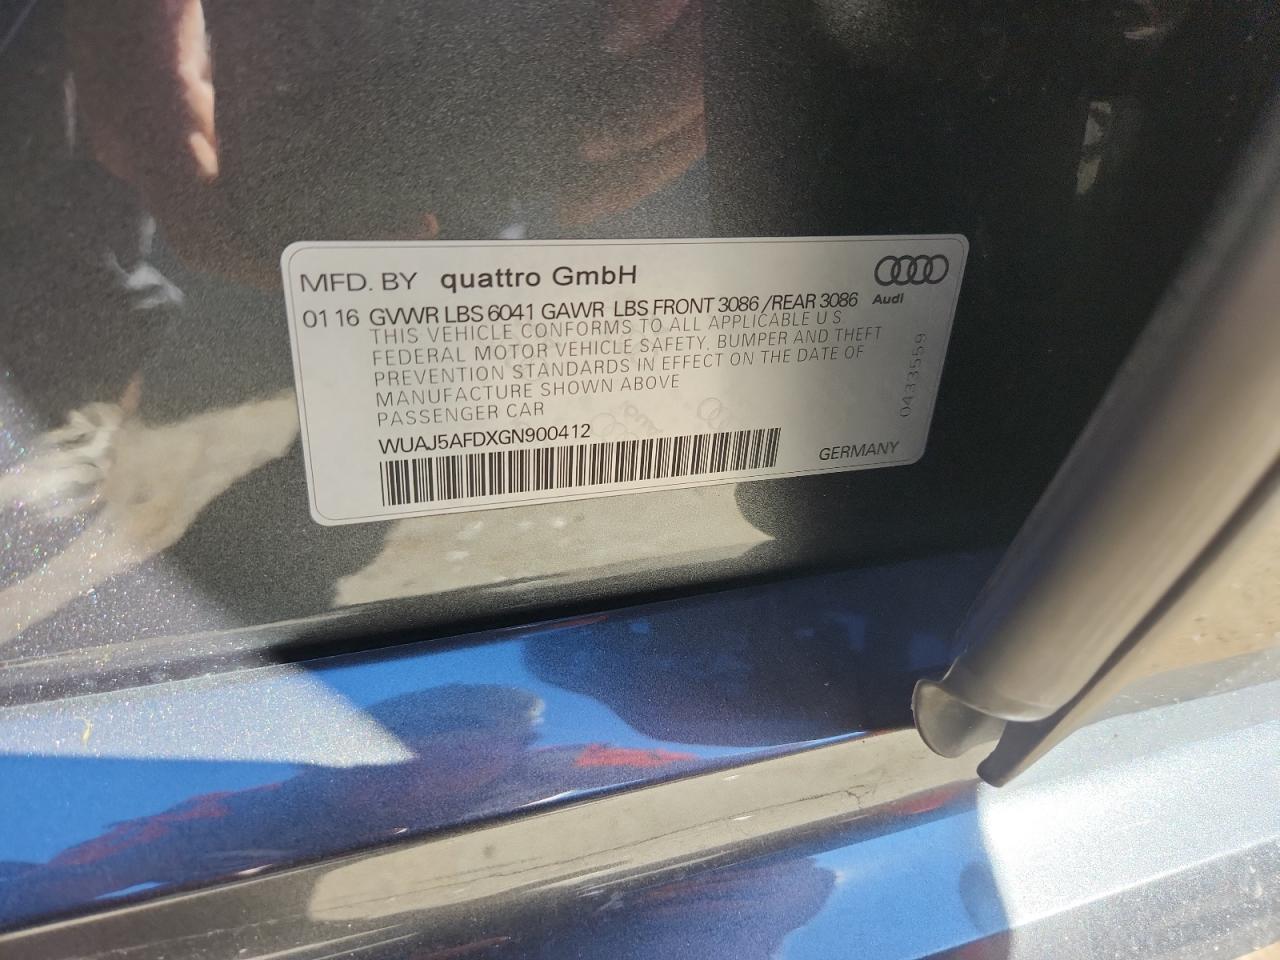 MFD. BY quattro GmbH
Audi
01 16 GVWR LBS 6041 GAWR LBS FRONT 3086 /REAR 3086
THIS VEHICLE CONFORMS TO ALL APPLICABLE U S
FEDERAL MOTOR VEHICLE SAFETY, BUMPER AND THEFT
PREVENTION STANDARDS IN EFFECT ON THE DATE OF
MANUFACTURE SHOWN ABOVE
PASSENGER CAR
WUAJ5AFDXGN900412
GERMANY
0433559